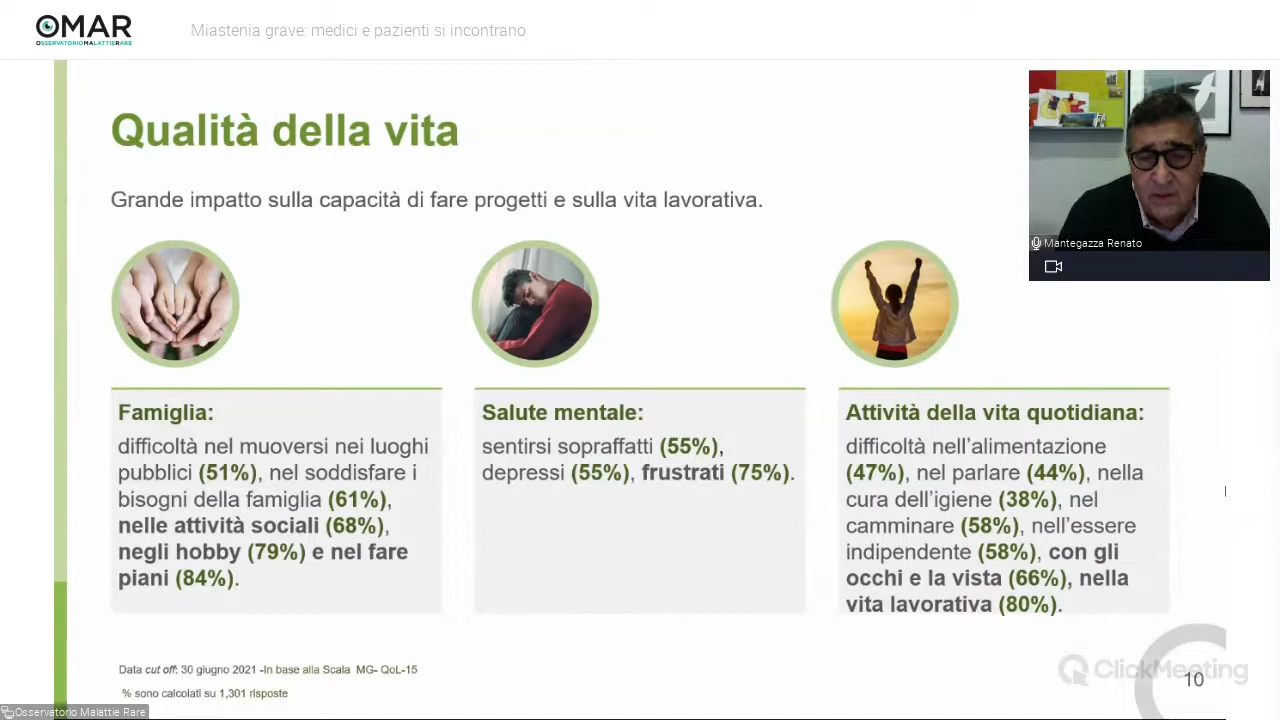 OMAR
OSSERVATORIOMALATTIERARE
Miastenia grave: medici e pazienti si incontrano
Qualità della vita
Grande impatto sulla capacità di fare progetti e sulla vita lavorativa.
Mantegazza Renato
Famiglia:
difficoltà nel muoversi nei luoghi
pubblici (51%), nel soddisfare i
bisogni della famiglia (61%),
nelle attività sociali (68%),
negli hobby (79%) e nel fare
piani (84%).
Salute mentale:
sentirsi sopraffatti (55%),
depressi (55%), frustrati (75%).
Attività della vita quotidiana:
difficoltà nell'alimentazione
(47%), nel parlare (44%), nella
cura dell'igiene (38%), nel
camminare (58%), nell'essere
indipendente (58%), con gli
occhi e la vista (66%), nella
vita lavorativa (80%).
Data cut off: 30 giugno 2021 -In base alla Scala MG- QoL-15
% sono calcolati su 1,301 risposte
ClickMeeting
10
Osservatorio Malattie Rare